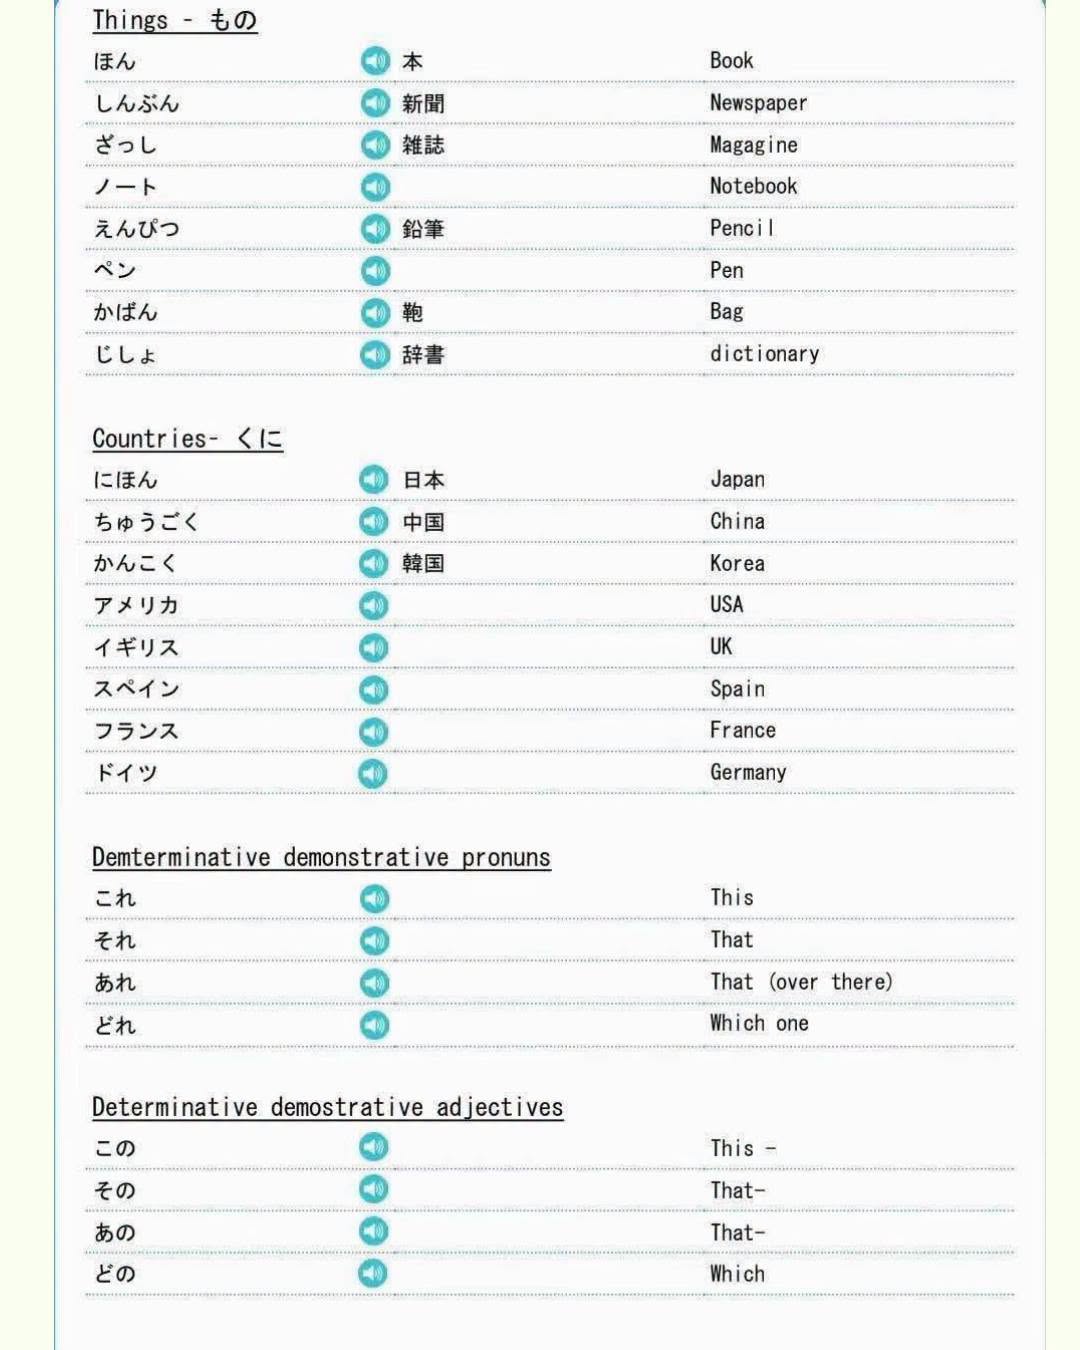 Things - もの
ほん 本 Book
しんぶん 新聞 Newspaper
ざっし 雑誌 Magagine
ノート Notebook
えんぴつ 鉛筆 Pencil
ペン Pen
かばん 鞄 Bag
じしょ 辞書 dictionary
Countries- くに
にほん 日本 Japan
ちゅうごく 中国 China
かんこく 韓国 Korea
アメリカ USA
イギリス UK
スペイン Spain
フランス France
ドイツ Germany
Demterminative demonstrative pronuns
これ This
それ That
あれ That (over there)
どれ Which one
Determinative demostrative adjectives
この This -
その That-
あの That-
どの Which